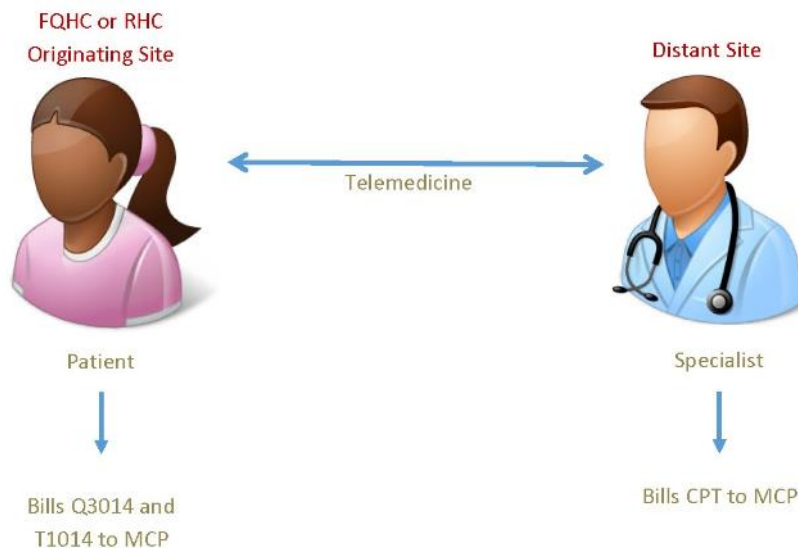 FQHC or RHC
Originating Site
Distant Site
Telemedicine
Patient
Specialist
Bills Q3014 and
T1014 to MCP
Bills CPT to MCP